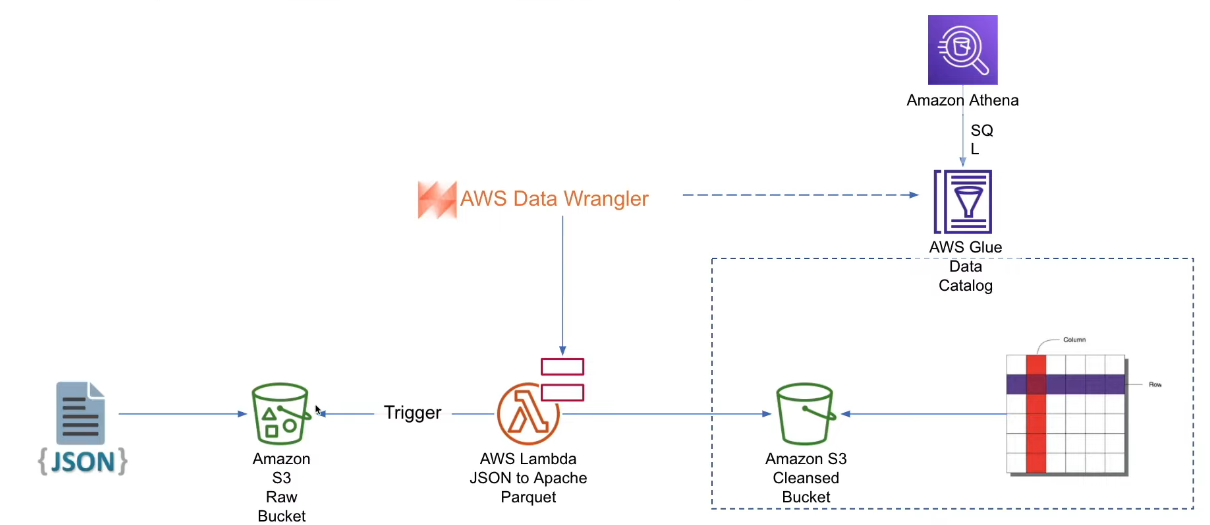 Amazon Athena
SQ
L
AWS Data Wrangler
AWS Glue
Data
Catalog
Column
Row
Trigger
{JSON}
Amazon
S3
Raw
Bucket
AWS Lambda
JSON to Apache
Parquet
Amazon S3
Cleansed
Bucket